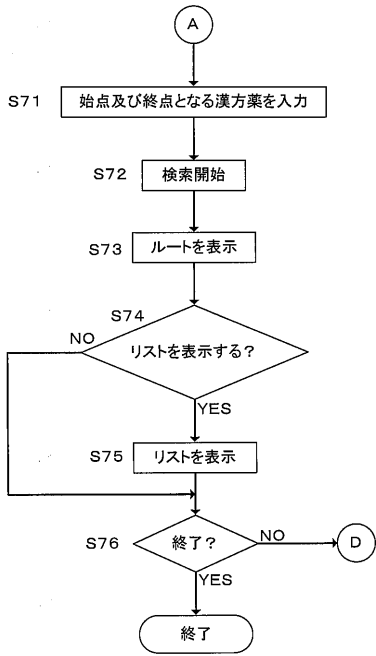 A
S71 始点及び終点となる漢方薬を入力
S72 検索開始
S73 ルートを表示
S74
NO リストを表示する?
YES
S75 リストを表示
S76 終了? NO D
YES
終了